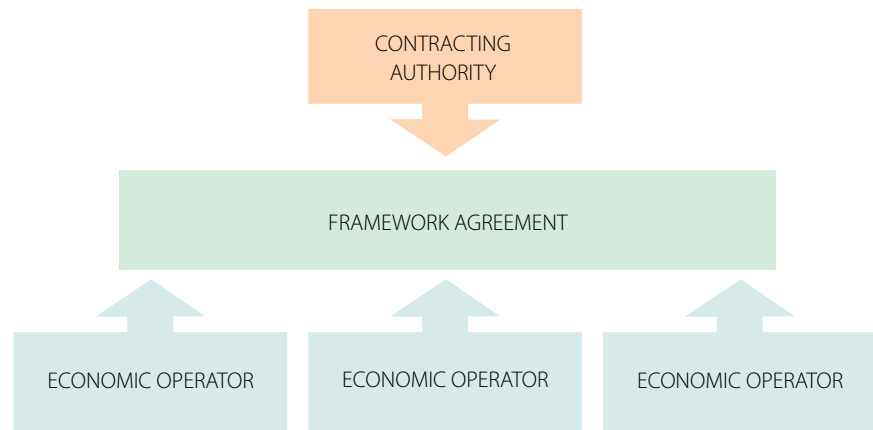 CONTRACTING
AUTHORITY
FRAMEWORK AGREEMENT
ECONOMIC OPERATOR
ECONOMIC OPERATOR
ECONOMIC OPERATOR